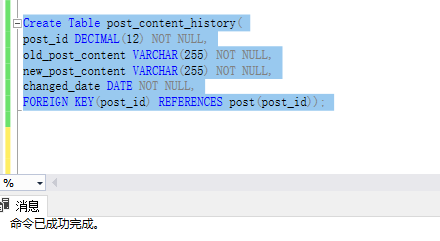 Create Table post_content_history(
post_id DECIMAL(12) NOT NULL,
old_post_content VARCHAR(255) NOT NULL,
new_post_content VARCHAR(255) NOT NULL,
changed_date DATE NOT NULL,
FOREIGN KEY(post_id) REFERENCES post(post_id));
%
消息
命令已成功完成。